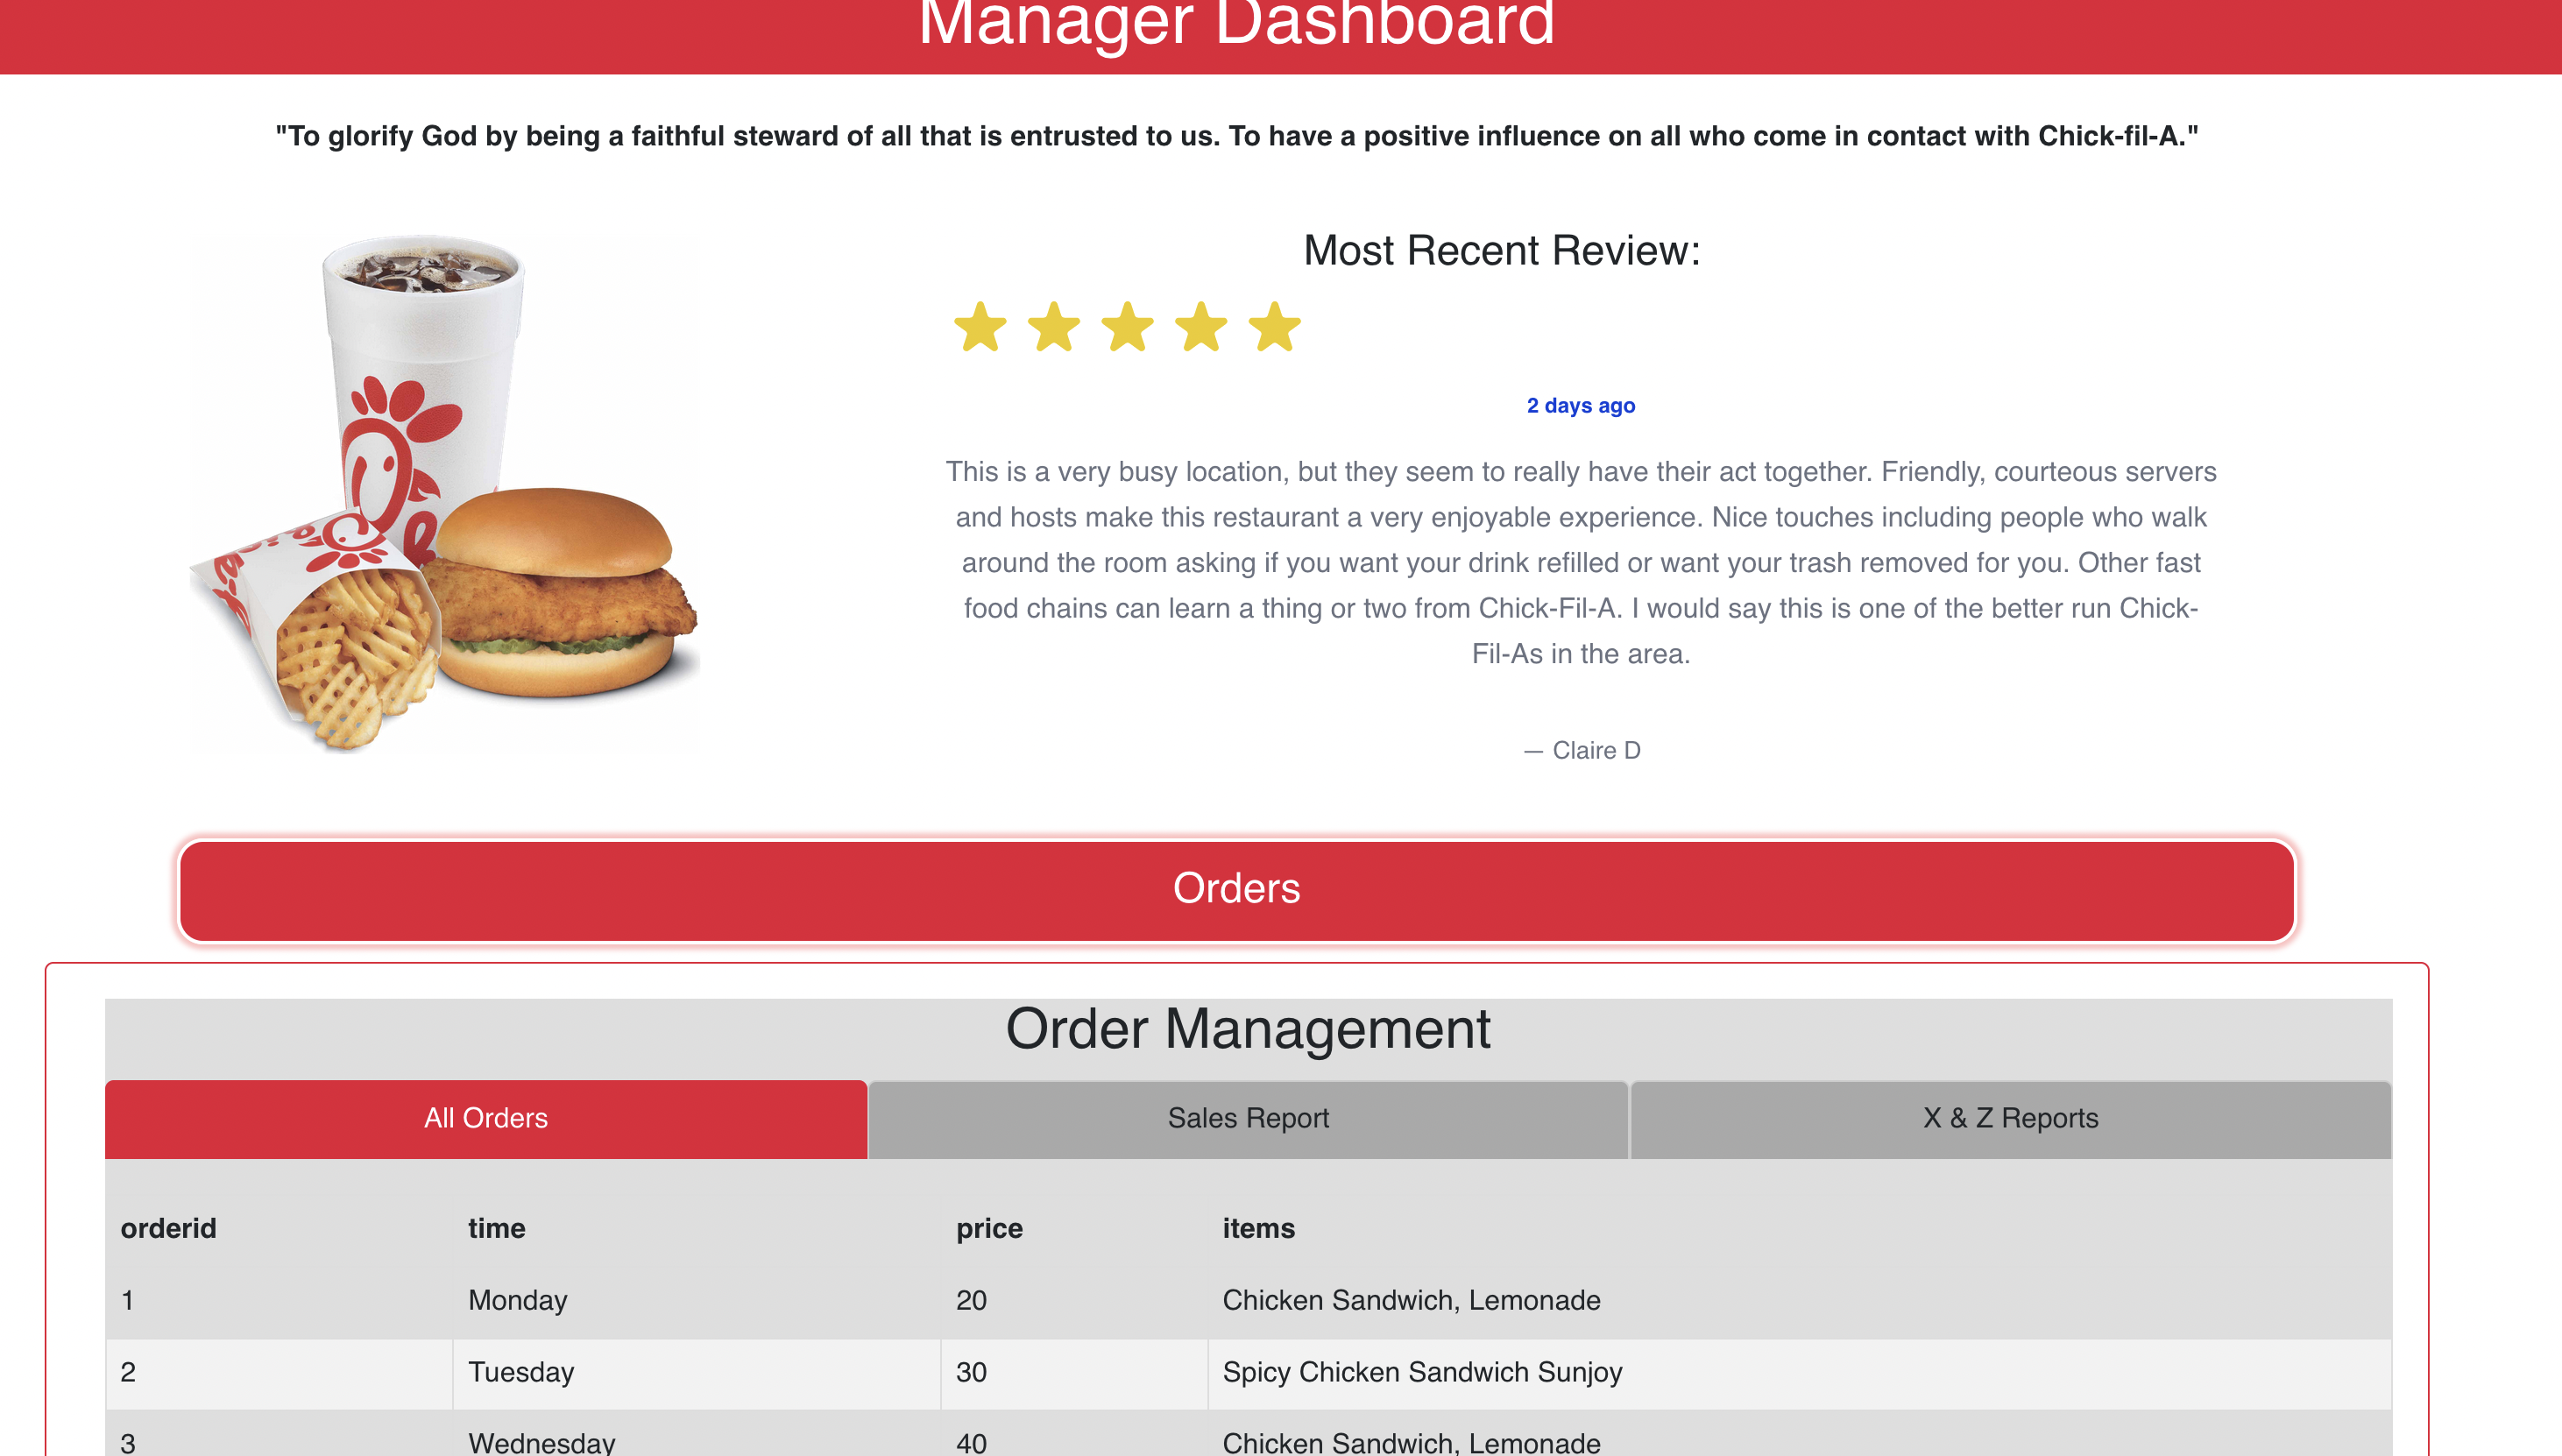 Manager Dashboard
"To glorify God by being a faithful steward of all that is entrusted to us. To have a positive influence on all who come in contact with Chick-fil-A."
Most Recent Review:
2 days ago
This is a very busy location, but they seem to really have their act together. Friendly, courteous servers
and hosts make this restaurant a very enjoyable experience. Nice touches including people who walk
around the room asking if you want your drink refilled or want your trash removed for you. Other fast
food chains can learn a thing or two from Chick-Fil-A. I would say this is one of the better run Chick-
Fil-As in the area.
— Claire D
Orders
Order Management
All Orders Sales Report X & Z Reports
orderid time price items
1 Monday 20 Chicken Sandwich, Lemonade
2 Tuesday 30 Spicy Chicken Sandwich Sunjoy
3 Wednesday 40 Chicken Sandwich, Lemonade